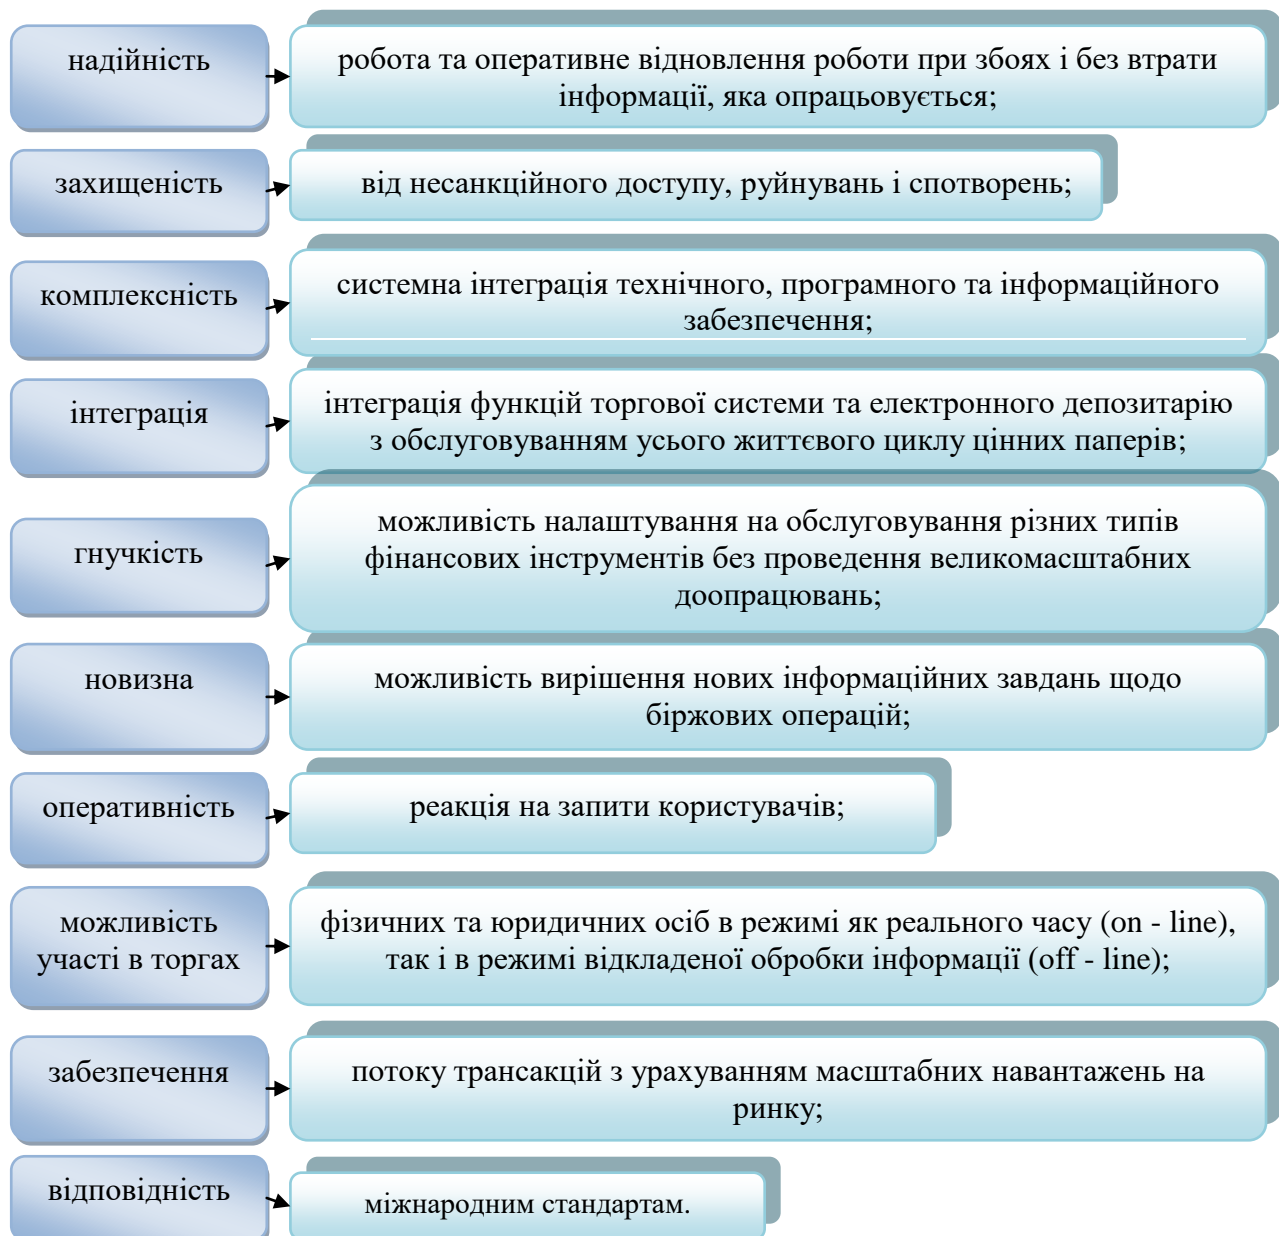 надійність
робота та оперативне відновлення роботи при збоях і без втрати
інформації, яка опрацьовується;
захищеність
від несанкційного доступу, руйнувань і спотворень;
комплексність
системна інтеграція технічного, програмного та інформаційного
забезпечення;
інтеграція
інтеграція функцій торгової системи та електронного депозитарію
з обслуговуванням усього життєвого циклу цінних паперів;
гнучкість
можливість налаштування на обслуговування різних типів
фінансових інструментів без проведення великомасштабних
доопрацювань;
новизна
можливість вирішення нових інформаційних завдань щодо
біржових операцій;
оперативність
реакція на запити користувачів;
можливість
участі в торгах
фізичних та юридичних осіб в режимі як реального часу (on - line),
так і в режимі відкладеної обробки інформації (off - line);
забезпечення
потоку трансакцій з урахуванням масштабних навантажень на
ринку;
відповідність
міжнародним стандартам.